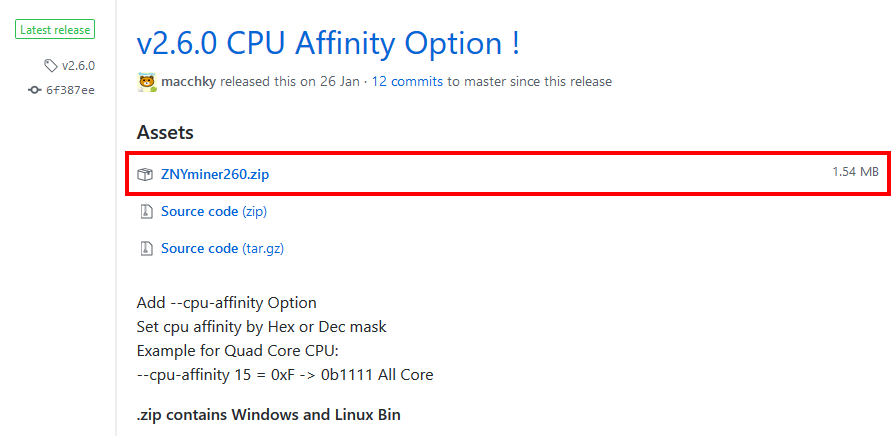 Latest release
v2.6.0
6f387ee
v2.6.0 CPU Affinity Option !
macchky released this on 26 Jan · 12 commits to master since this release
Assets
ZNYminer260.zip 1.54 MB
Source code (zip)
Source code (tar.gz)
Add --cpu-affinity Option
Set cpu affinity by Hex or Dec mask
Example for Quad Core CPU:
--cpu-affinity 15 = 0xF -> 0b1111 All Core
.zip contains Windows and Linux Bin